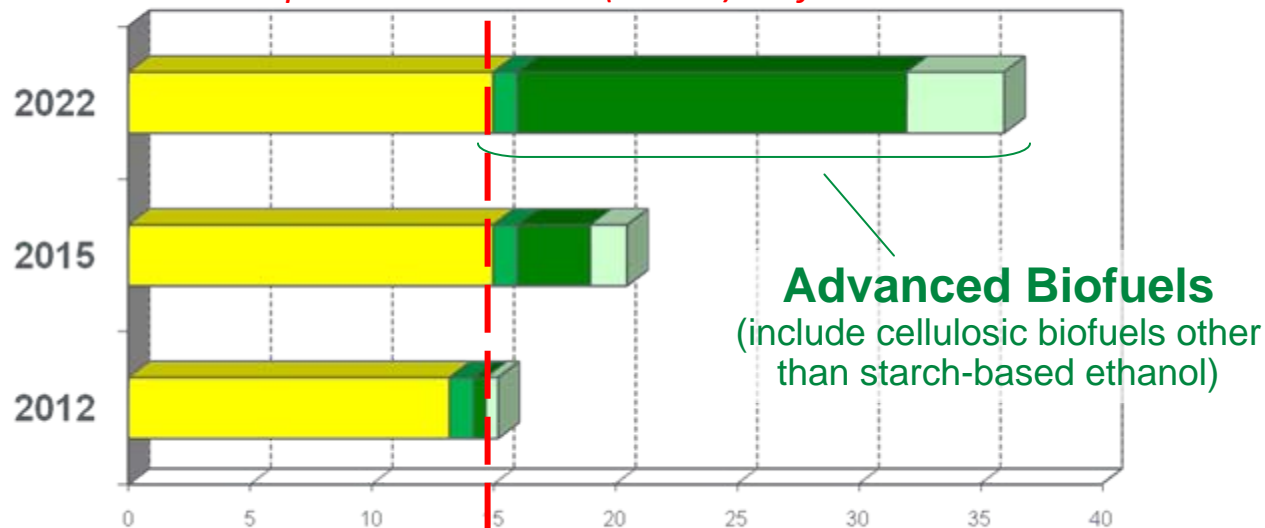 2022
2015
2012
Advanced Biofuels
(include cellulosic biofuels other
than starch-based ethanol)
0 5 10 15 20 25 30 35 40